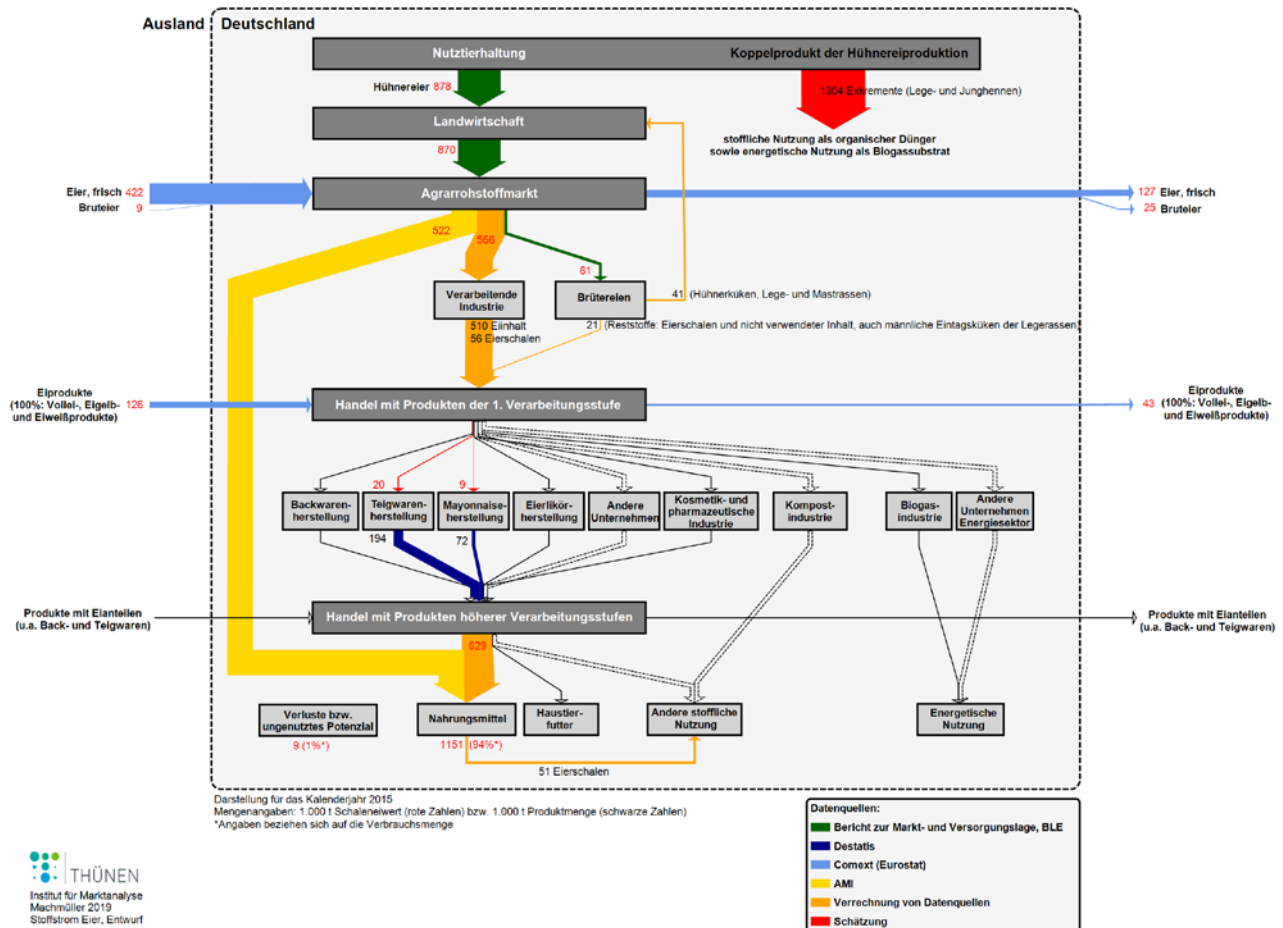 Ausland Deutschland
Nutztierhaltung
Koppelprodukt der Hühnereiproduktion
Hühnereier 878
1304 Exkremente (Lege- und Junghennen)
Landwirtschaft
stoffliche Nutzung als organischer Dünger
sowie energetische Nutzung als Biogassubstrat
870
Eier, frisch 422
Bruteier 9
Agrarrohstoffmarkt
127 Eier, frisch
25 Bruteier
522
566
61
Verarbeitende
Industrie
Brütereien
41 (Hühnerküken, Lege- und Mastrassen)
510 Eiinhalt
56 Eierschalen
21 (Reststoffe: Eierschalen und nicht verwendeter Inhalt, auch männliche Eintagsküken der Legerassen)
Eiprodukte
(100%: Vollei-, Eigelb-
und Eiweißprodukte)
126
Handel mit Produkten der 1. Verarbeitungsstufe
43
Eiprodukte
(100%: Vollei-, Eigelb-
und Eiweißprodukte)
20
9
Backwaren-
herstellung
Teigwaren-
herstellung
Mayonnaise-
herstellung
Eierlikör-
herstellung
Andere
Unternehmen
Kosmetik- und
pharmazeutische
Industrie
Kompost-
industrie
Biogas-
industrie
Andere
Unternehmen
Energiesektor
194
72
Produkte mit Eianteilen
(u.a. Back- und Teigwaren)
Handel mit Produkten höherer Verarbeitungsstufen
Produkte mit Eianteilen
(u.a. Back- und Teigwaren)
629
Verluste bzw.
ungenutztes Potenzial
Nahrungsmittel
Haustier-
futter
Andere stoffliche
Nutzung
Energetische
Nutzung
9 (1%*)
1151 (94%*)
51 Eierschalen
Darstellung für das Kalenderjahr 2015
Mengenangaben: 1.000 t Schaleneiwert (rote Zahlen) bzw. 1.000 t Produktmenge (schwarze Zahlen)
*Angaben beziehen sich auf die Verbrauchsmenge
Datenquellen:
Bericht zur Markt- und Versorgungslage, BLE
Destatis
Comext (Eurostat)
AMI
Verrechnung von Datenquellen
Schätzung
THÜNEN
Institut für Marktanalyse
Machmüller 2019
Stoffstrom Eier, Entwurf